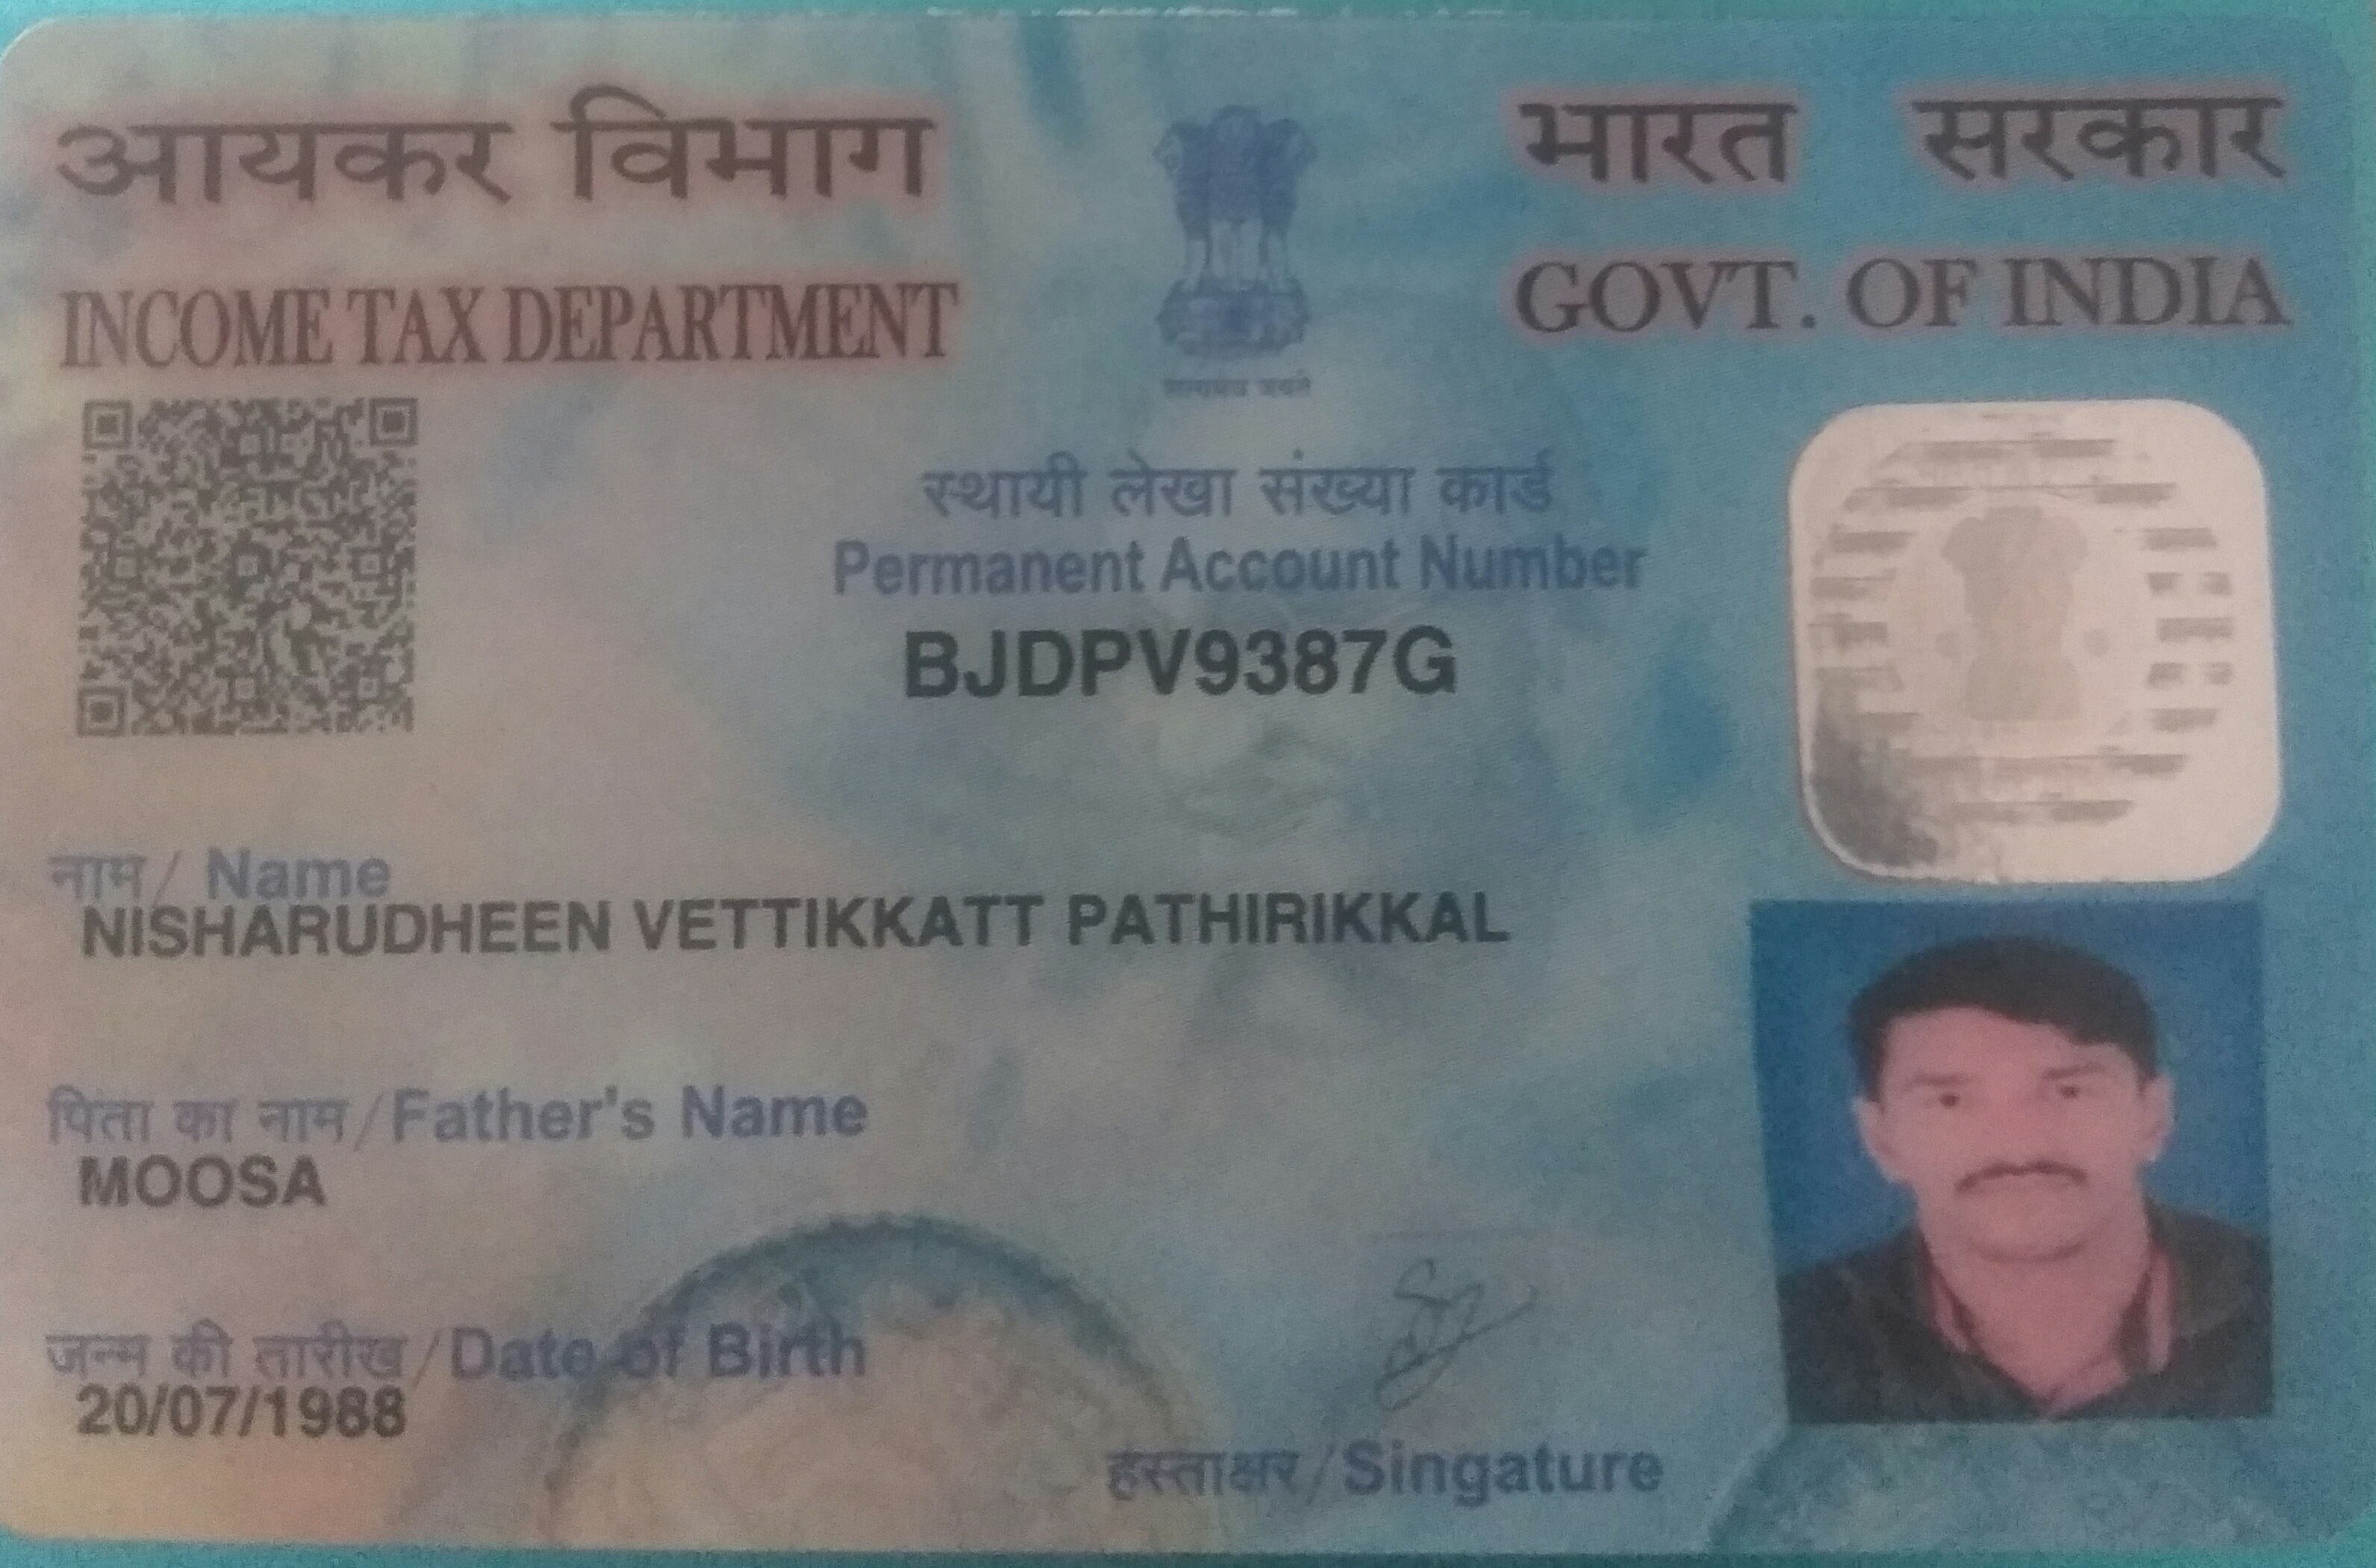 आयकर विभाग
INCOME TAX DEPARTMENT
भारत सरकार
GOVT. OF INDIA
सत्यमेव जयते
स्थायी लेखा संख्या कार्ड
Permanent Account Number
BJDPV9387G
नाम / Name
NISHARUDHEEN VETTIKKATT PATHIRIKKAL
पिता का नाम /Father's Name
MOOSA
जन्म की तारीख /Date of Birth
20/07/1988
हस्ताक्षर /Singature